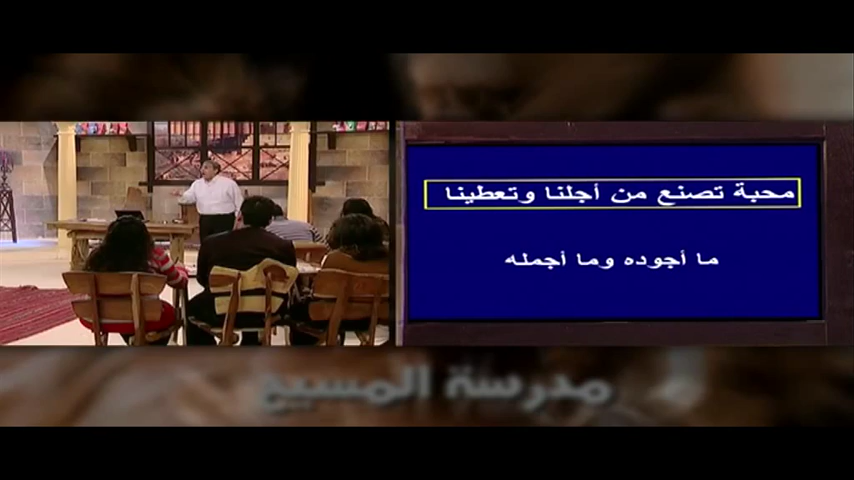 محبة تصنع من أجلنا وتعطينا
ما أجوده وما أجمله
مدرسة المسيح